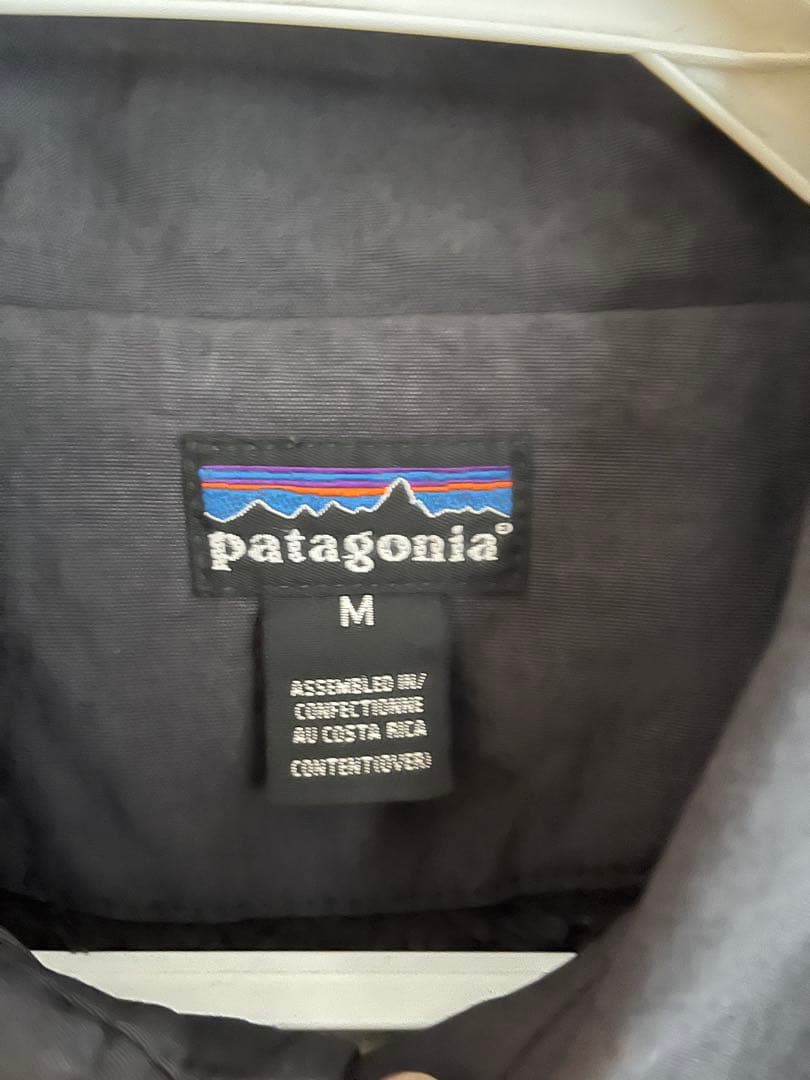 patagonia®
M
ASSEMBLED IN/
CONFECTIONNE
AU COSTA RICA
CONTENT(OVER)